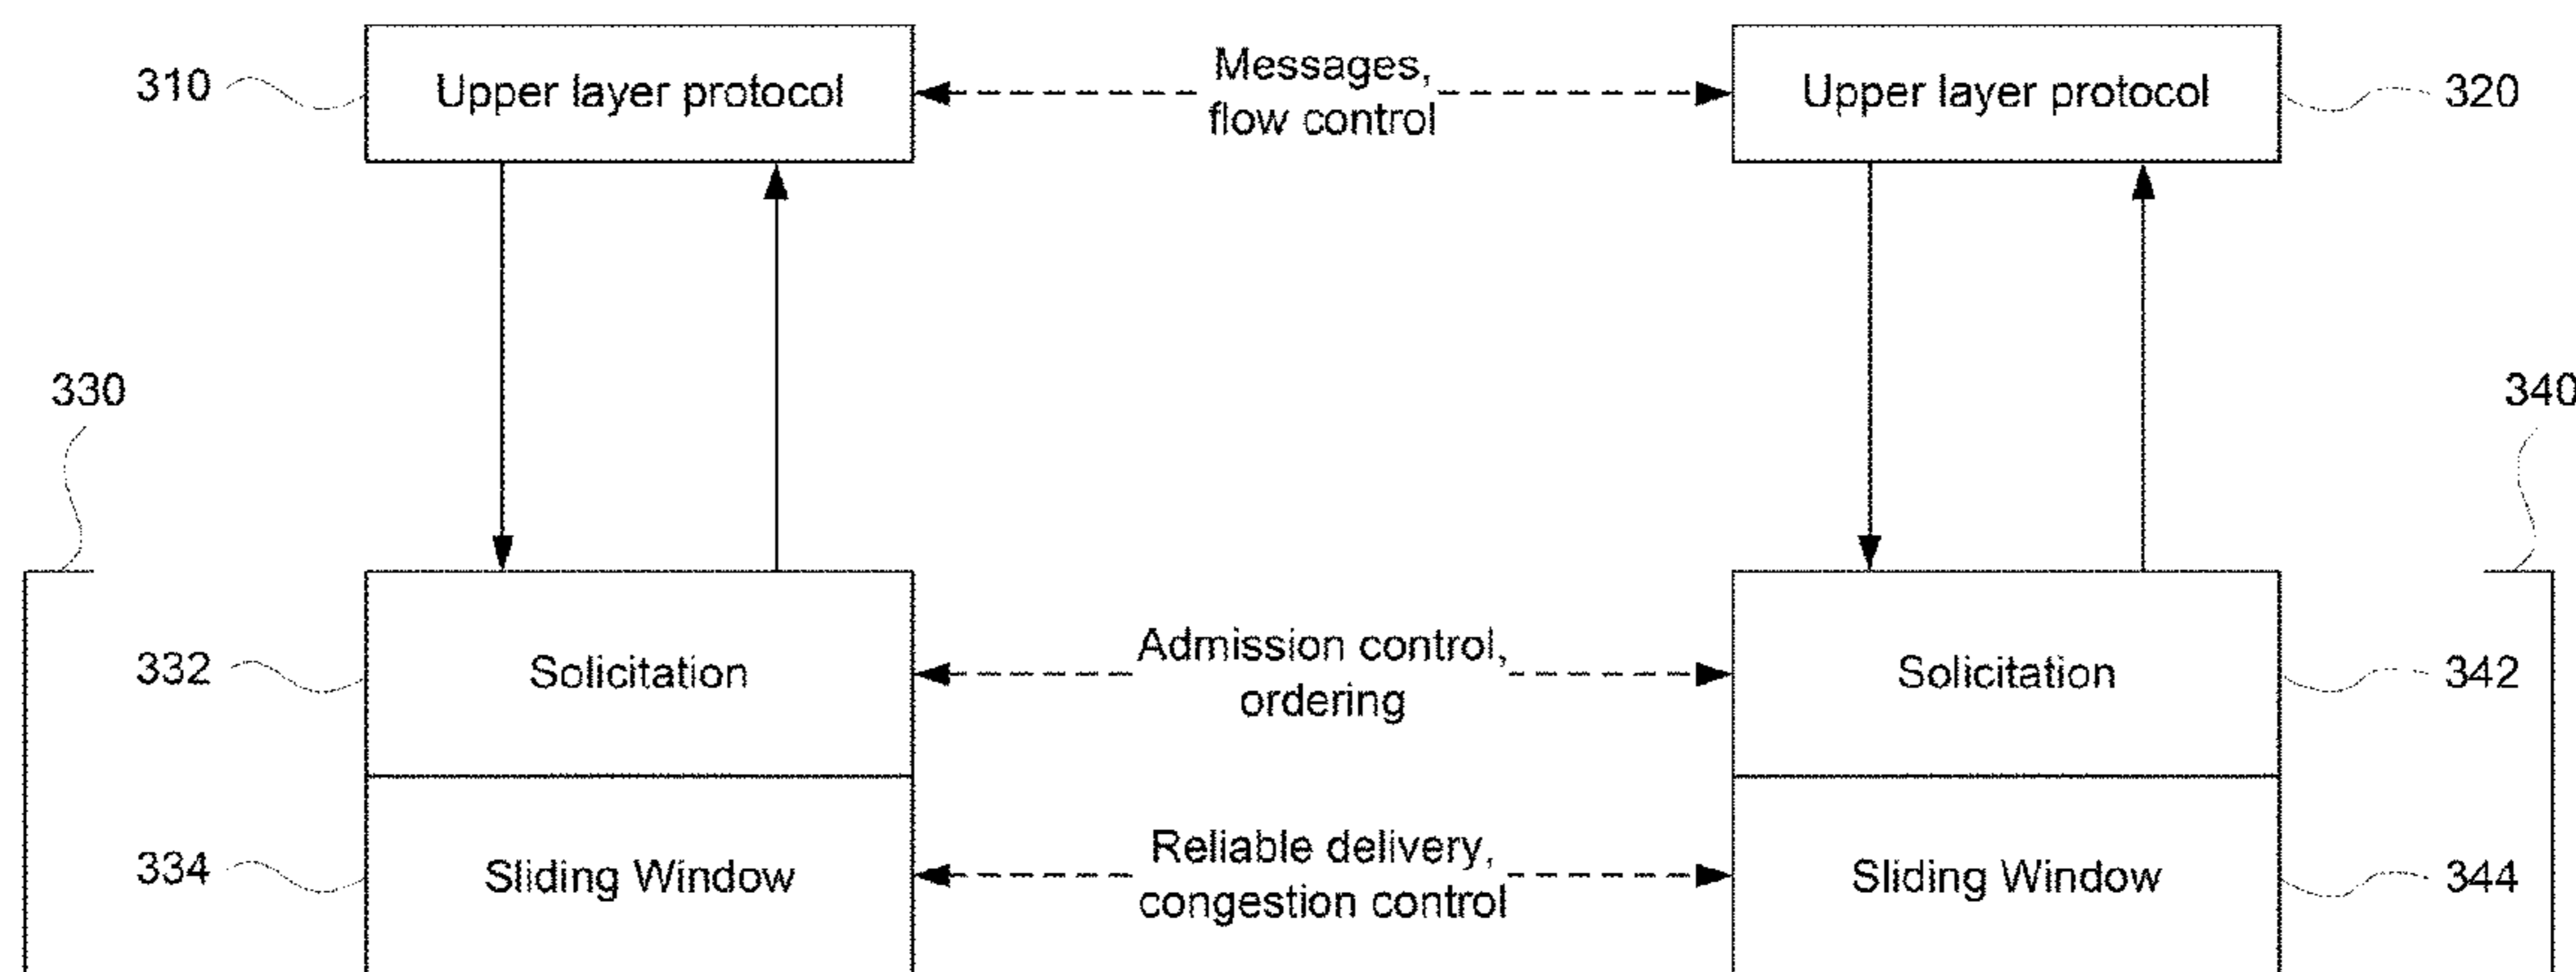 310
Upper layer protocol
Messages,
flow control
Upper layer protocol
320
330
340
332
Solicitation
Admission control,
ordering
Solicitation
342
334
Sliding Window
Reliable delivery,
congestion control
Sliding Window
344